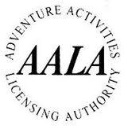 ADVENTURE ACTIVITIES
AALA
LICENSING AUTHORITY